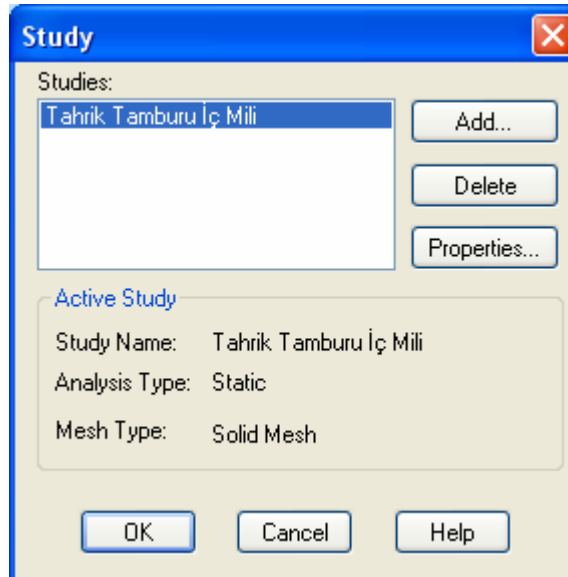 Study
Studies:
Tahrik Tamburu İç Mili
Add...
Delete
Properties...
Active Study
Study Name: Tahrik Tamburu İç Mili
Analysis Type: Static
Mesh Type: Solid Mesh
OK Cancel Help